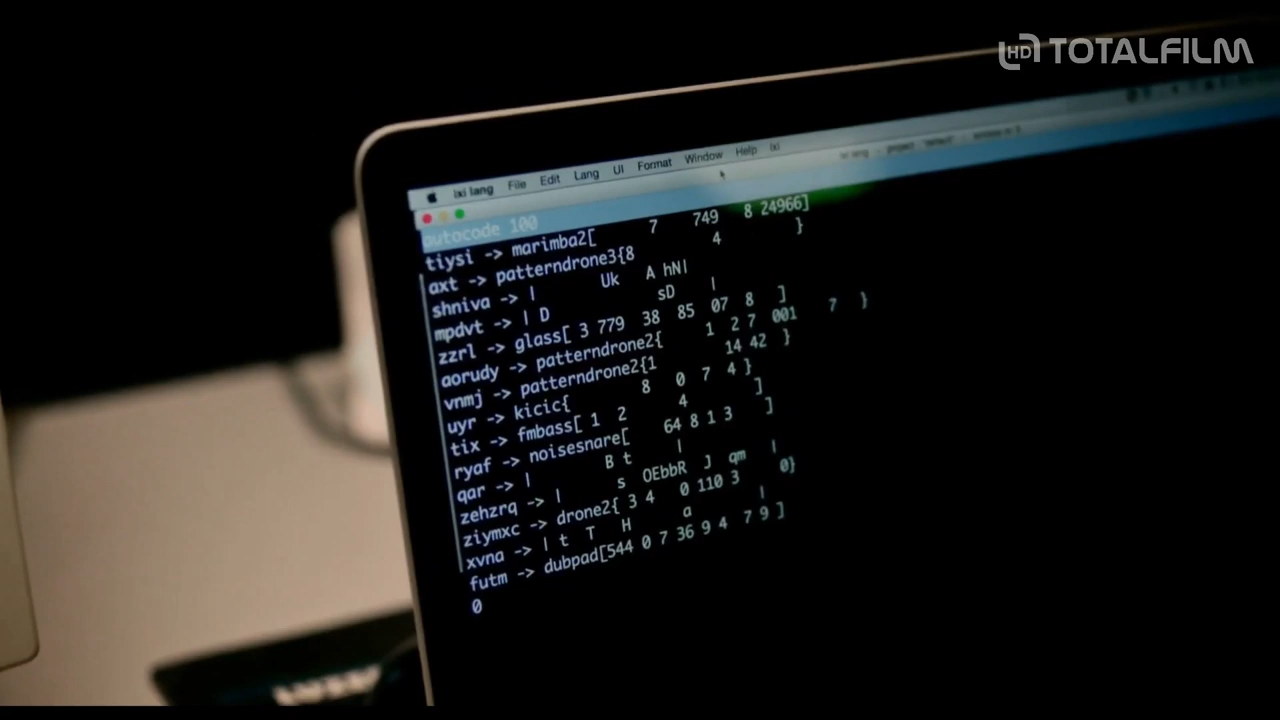 HD TOTALFILM
ixi lang File Edit Lang UI Format Window Help ixi
autocode 100
tiysi -> marimba2[ 7 749 8 24966]
axt -> patterndrone3{8 4 }
shniva -> | Uk A hNl |
mpdvt -> | D sD |
zzrl -> glass[ 3 779 38 85 07 8 ]
aorudy -> patterndrone2{ 1 2 7 001 7 }
vnmj -> patterndrone2{1 14 42 }
uyr -> kicic{ 8 0 7 4 }
tix -> fmbass[ 1 2 4 ]
ryaf -> noisesnare[ 64 8 1 3 ]
qar -> | B t |
zehzrq -> | s OEbbR J qm |
ziymxc -> drone2{ 3 4 0 110 3 0}
xvna -> | t T H a |
futm -> dubpad[544 0 7 36 9 4 7 9 ]
0